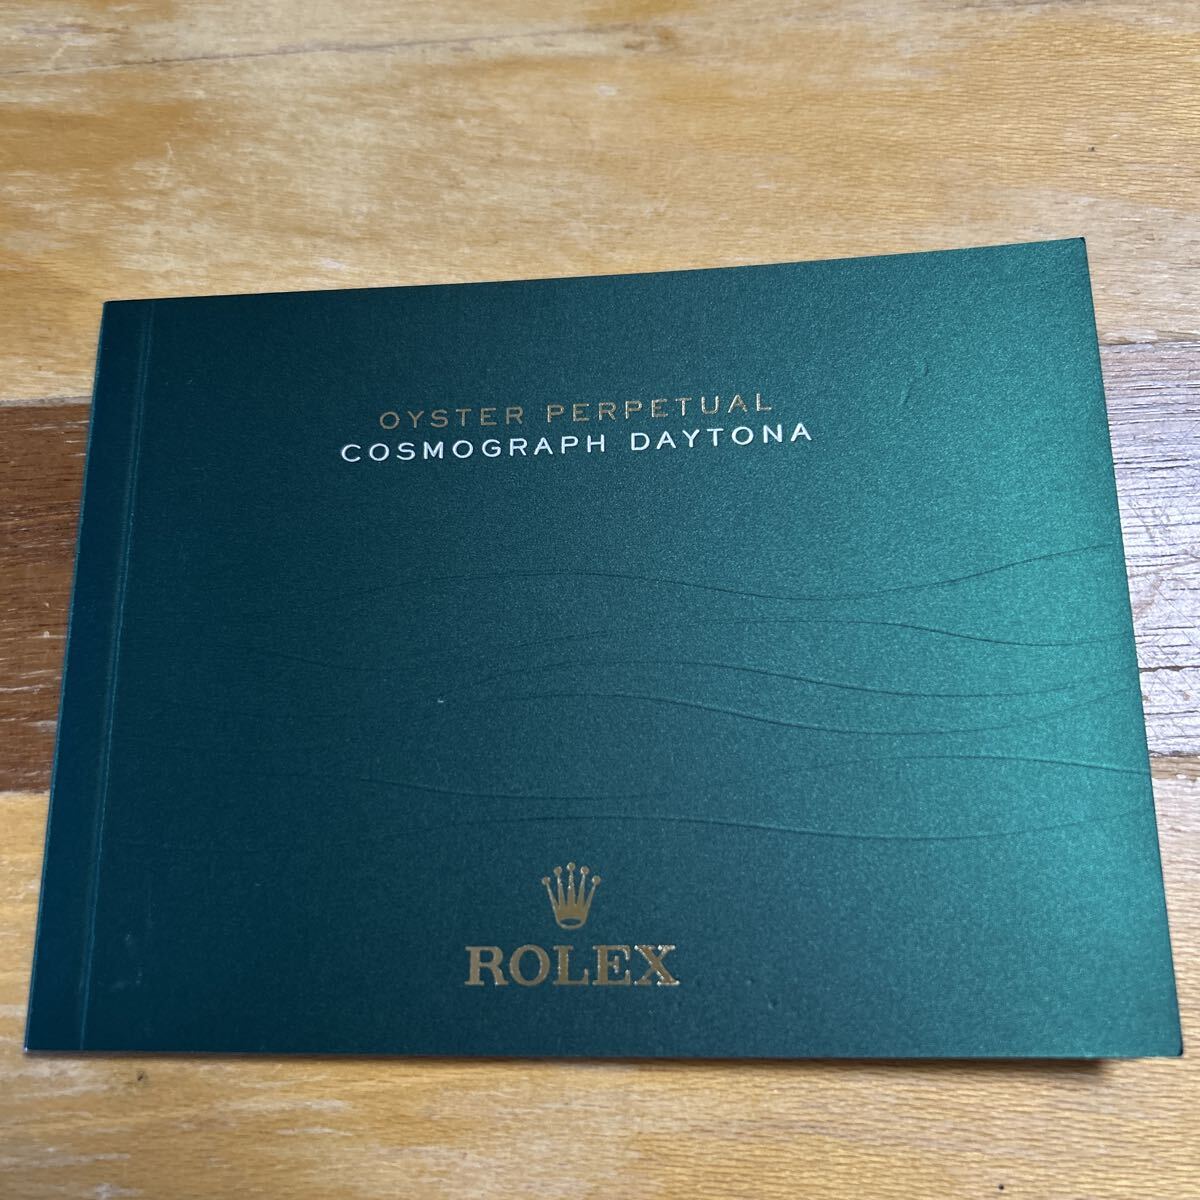 OYSTER PERPETUAL
COSMOGRAPH DAYTONA
ROLEX